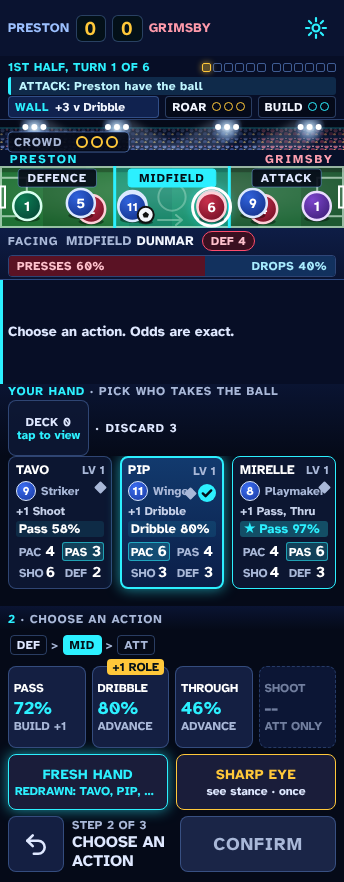 PRESTON 0 0 GRIMSBY
1ST HALF, TURN 1 OF 6
ATTACK: Preston have the ball
WALL +3 v Dribble ROAR BUILD
CROWD
PRESTON GRIMSBY
DEFENCE MIDFIELD ATTACK
1 5 11 6 9 1
FACING MIDFIELD DUNMAR DEF 4
PRESSES 60% DROPS 40%
Choose an action. Odds are exact.
YOUR HAND · PICK WHO TAKES THE BALL
DECK 0
tap to view
· DISCARD 3
TAVO LV 1
9 Striker
+1 Shoot
Pass 58%
PAC 4 PAS 3
SHO 6 DEF 2
PIP LV 1
11 Winge
+1 Dribble
Dribble 80%
PAC 6 PAS 4
SHO 3 DEF 3
MIRELLE LV 1
8 Playmaker
+1 Pass, Thru
★ Pass 97%
PAC 4 PAS 6
SHO 4 DEF 3
2 · CHOOSE AN ACTION
DEF > MID > ATT
+1 ROLE
PASS
72%
BUILD +1
DRIBBLE
80%
ADVANCE
THROUGH
46%
ADVANCE
SHOOT
--
ATT ONLY
FRESH HAND
REDRAWN: TAVO, PIP, ...
SHARP EYE
see stance · once
STEP 2 OF 3
CHOOSE AN
ACTION
CONFIRM